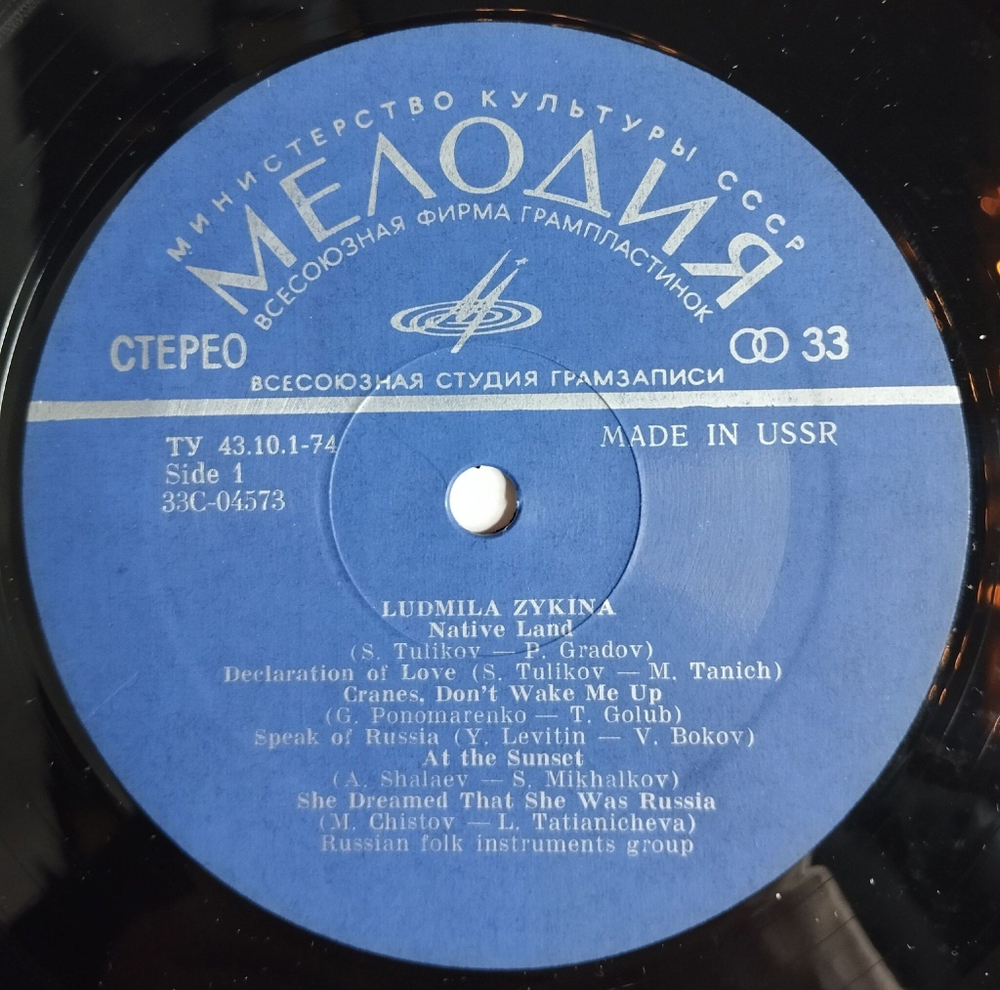 МИНИСТЕРСТВО КУЛЬТУРЫ СССР
МЕЛОДИЯ
ВСЕСОЮЗНАЯ ФИРМА ГРАМПЛАСТИНОК
СТЕРЕО
33
ВСЕСОЮЗНАЯ СТУДИЯ ГРАМЗАПИСИ
ТУ 43.10.1-74
MADE IN USSR
Side 1
33С-04573
LUDMILA ZYKINA
Native Land
(S. Tulikov — P. Gradov)
Declaration of Love (S. Tulikov — M. Tanich)
Cranes, Don't Wake Me Up
(G. Ponomarenko — T. Golub)
Speak of Russia (Y. Levitin — V. Bokov)
At the Sunset
(A. Shalaev — S. Mikhalkov)
She Dreamed That She Was Russia
(M. Chistov — L. Tatianicheva)
Russian folk instruments group